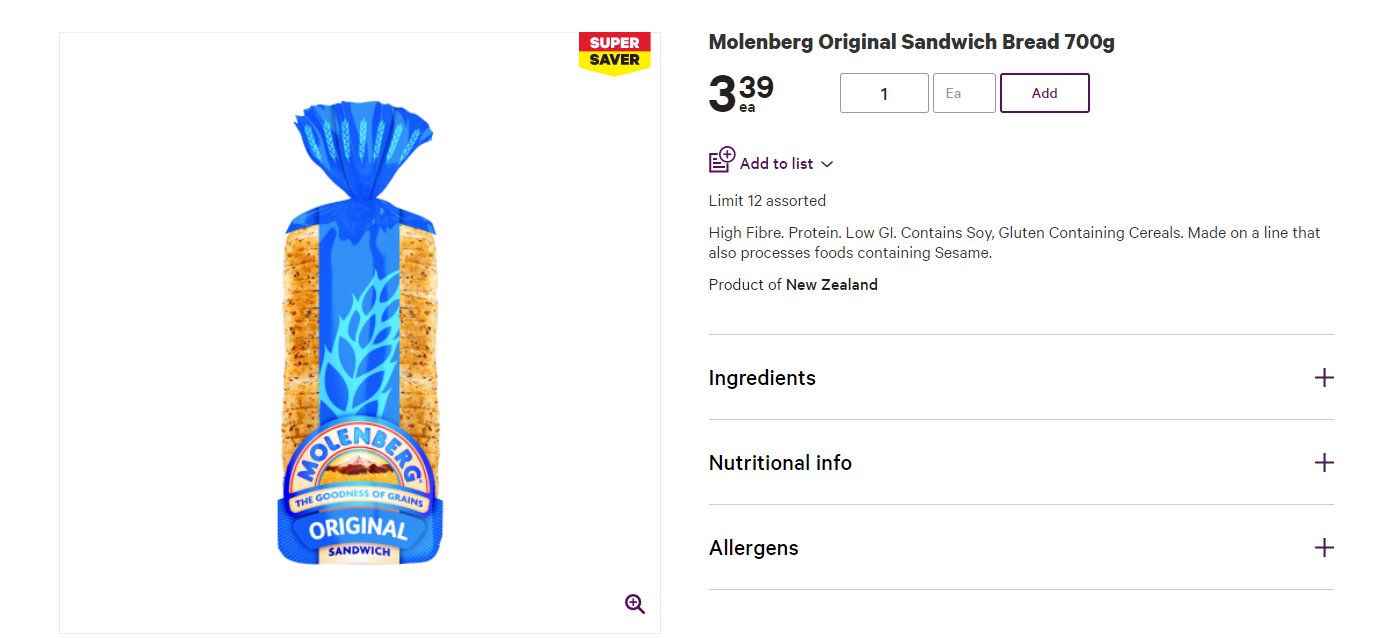 SUPER
SAVER
MOLENBERG
THE GOODNESS OF GRAINS
ORIGINAL
SANDWICH
Molenberg Original Sandwich Bread 700g
3 39
ea
1
Ea
Add
Add to list
Limit 12 assorted
High Fibre. Protein. Low GI. Contains Soy, Gluten Containing Cereals. Made on a line that
also processes foods containing Sesame.
Product of New Zealand
Ingredients
Nutritional info
Allergens